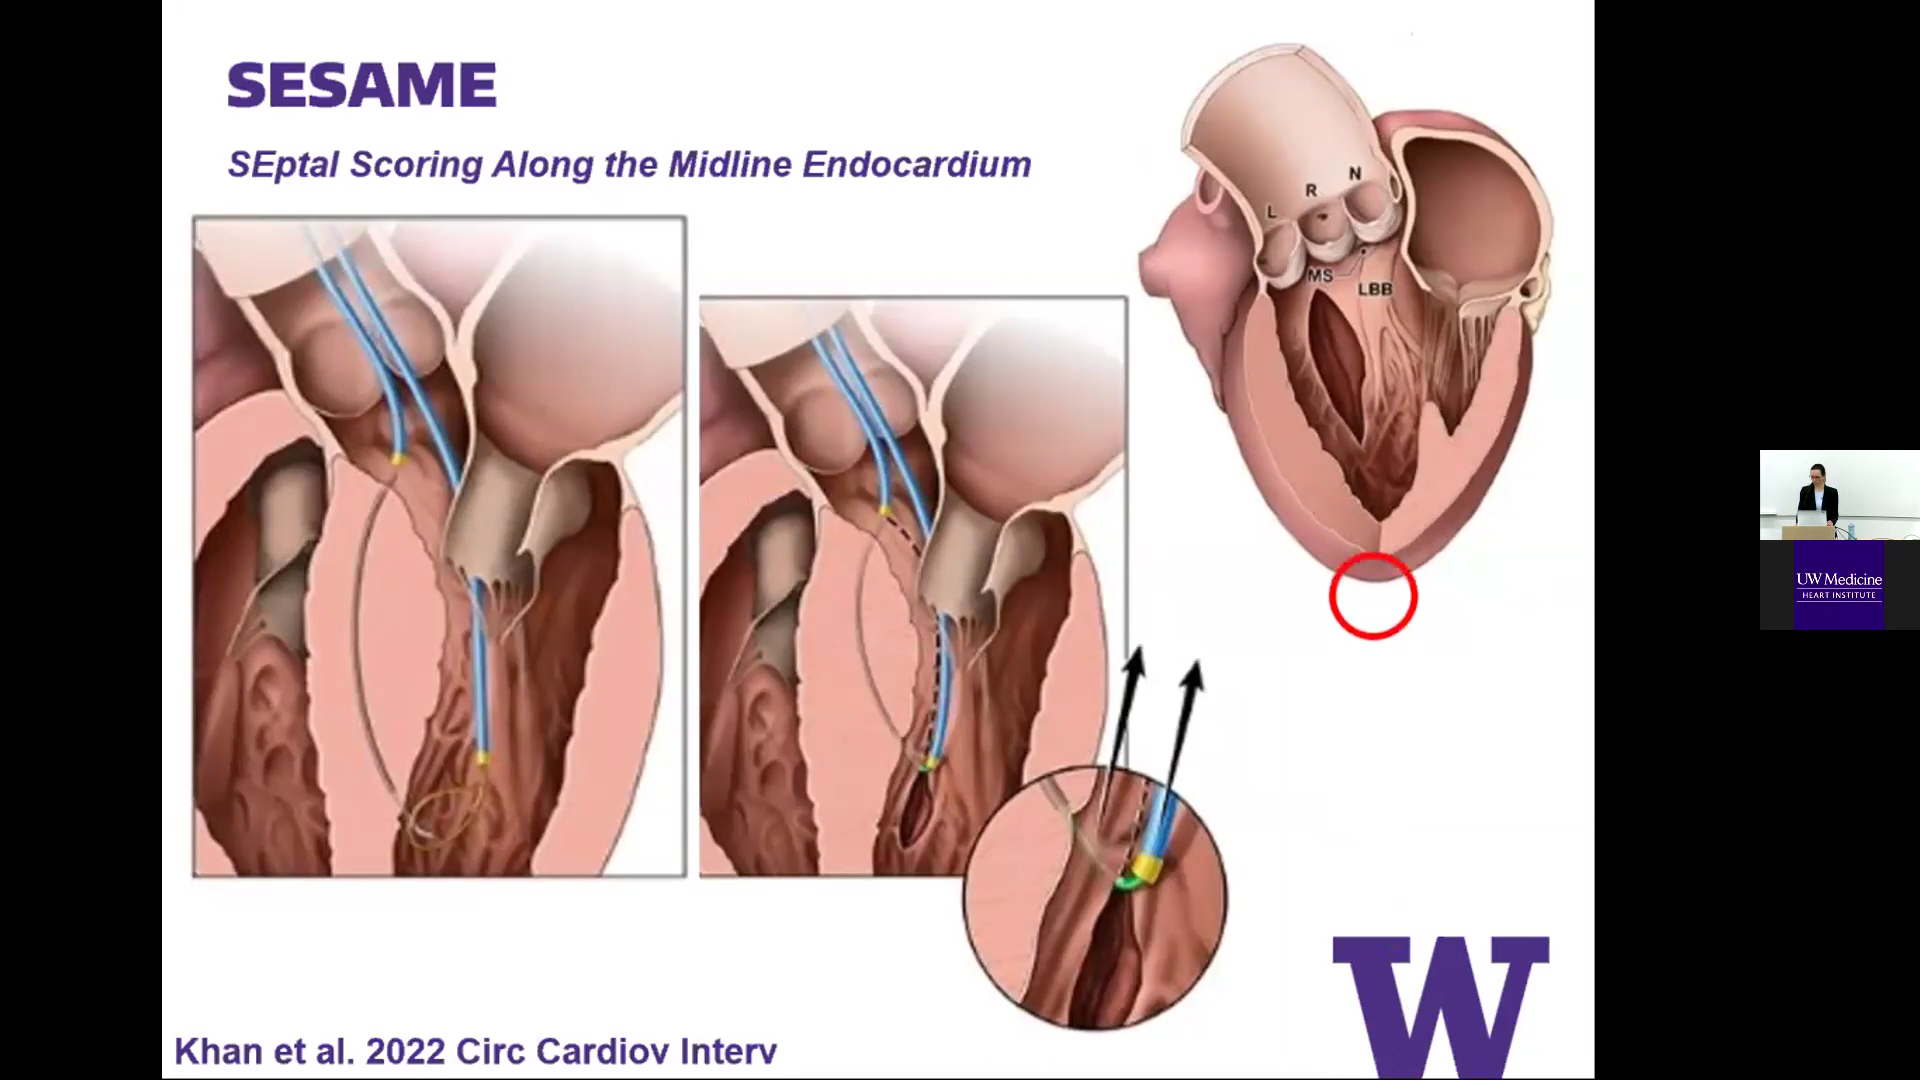 SESAME
SEptal Scoring Along the Midline Endocardium
N
R
L
MS
LBB
UW Medicine
HEART INSTITUTE
W
Khan et al. 2022 Circ Cardiov Interv